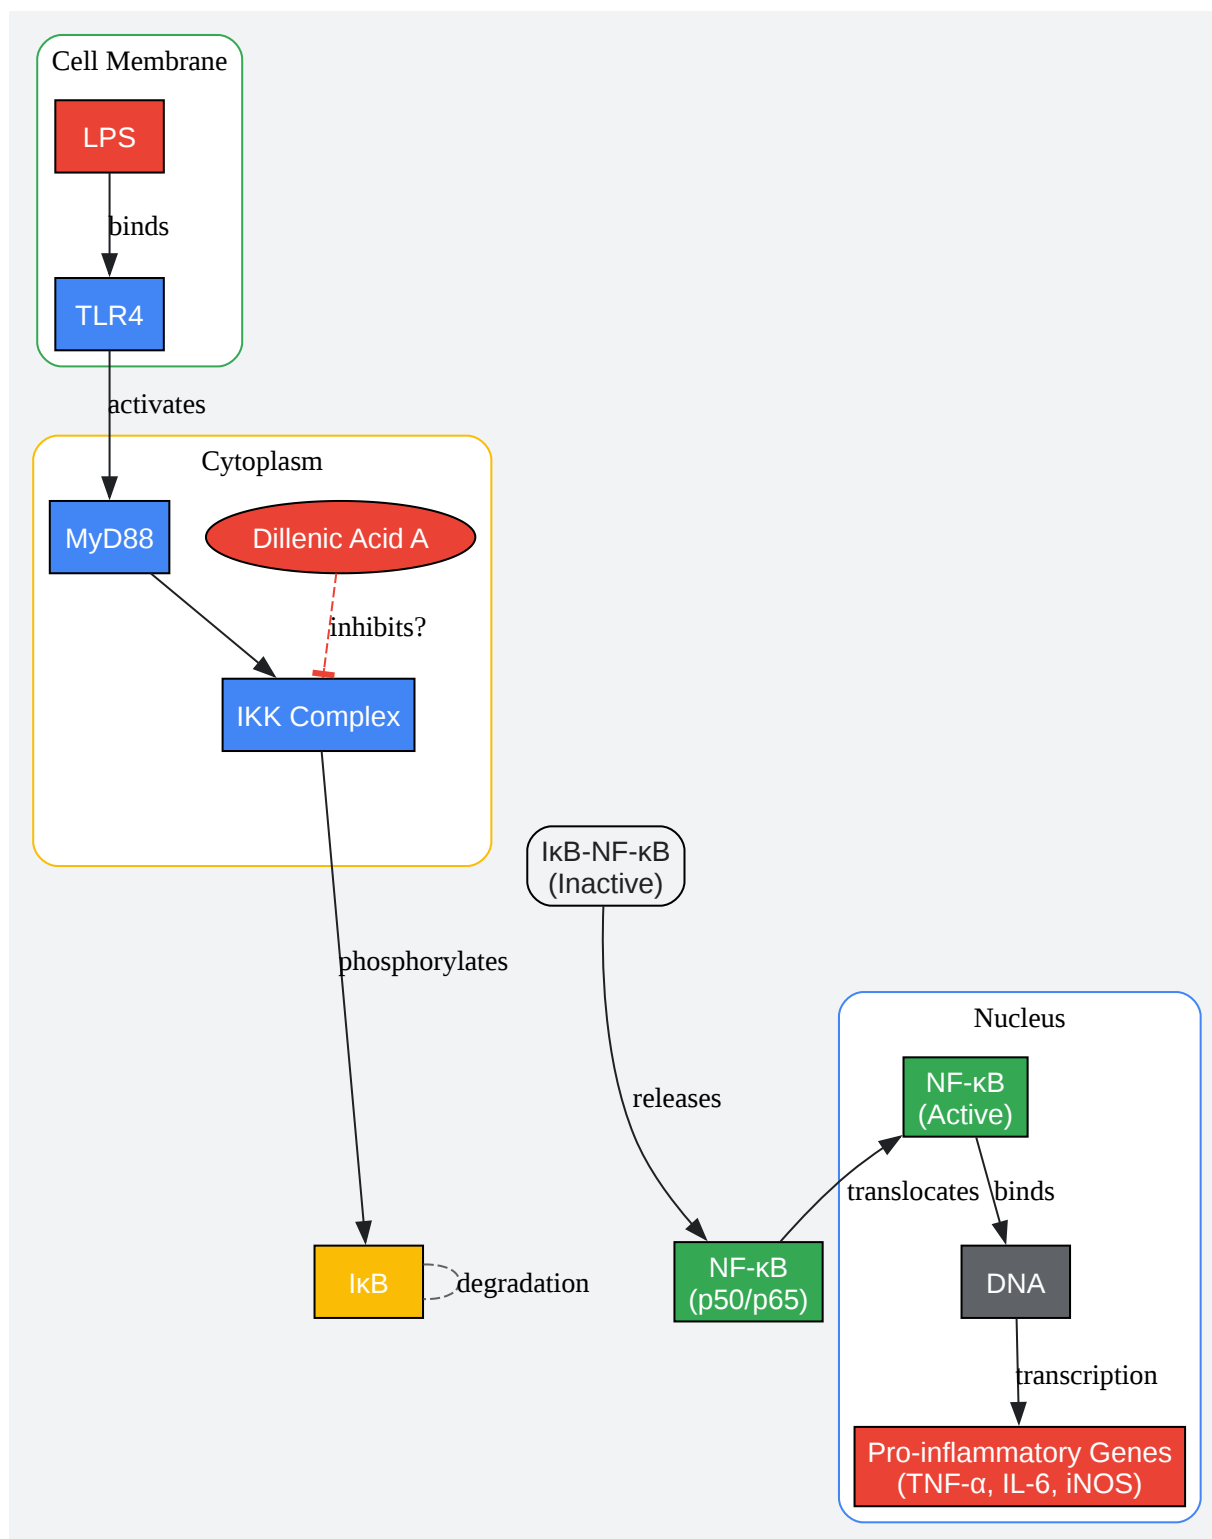 Cell Membrane
LPS
binds
TLR4
activates
Cytoplasm
MyD88
Dillenic Acid A
inhibits?
IKK Complex
IκB-NF-κB
(Inactive)
phosphorylates
Nucleus
NF-κB
(Active)
releases
translocates
binds
NF-κB
(p50/p65)
IκB
degradation
DNA
transcription
Pro-inflammatory Genes
(TNF-α, IL-6, iNOS)